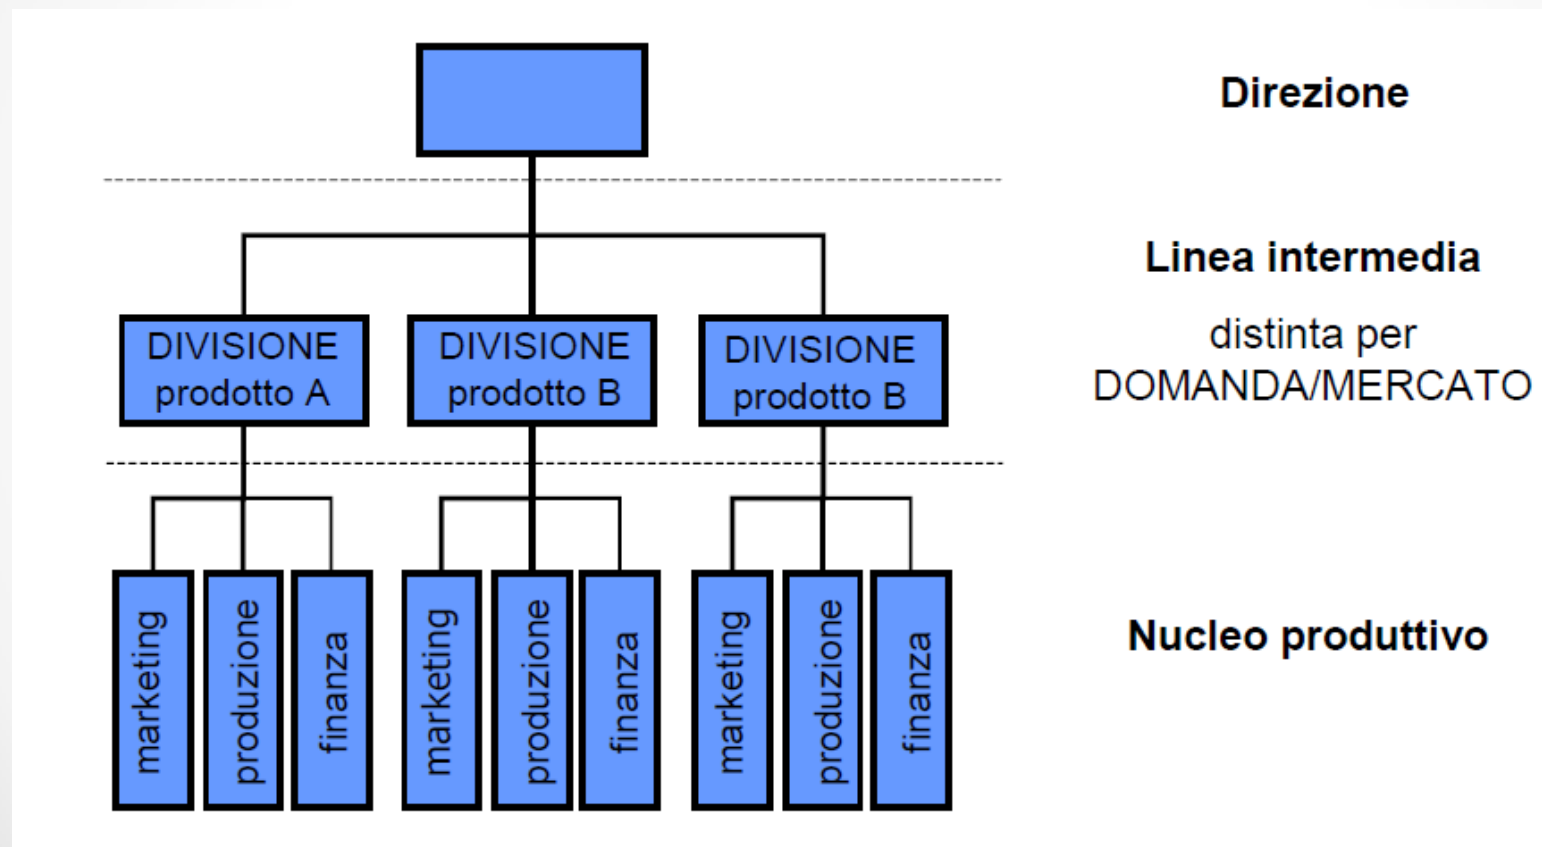 Direzione
Linea intermedia
distinta per
DOMANDA/MERCATO
DIVISIONE
prodotto A
DIVISIONE
prodotto B
DIVISIONE
prodotto B
marketing
produzione
finanza
marketing
produzione
finanza
marketing
produzione
finanza
Nucleo produttivo